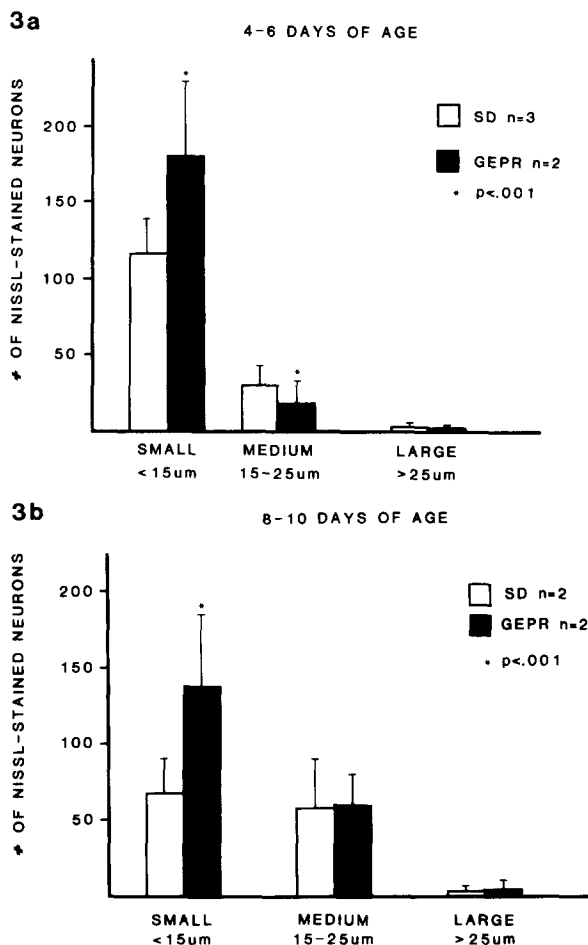 3a
4-6 DAYS OF AGE
# OF NISSL-STAINED NEURONS
200
150
100
50
SD n=3
GEPR n=2
* p<.001
*
*
SMALL MEDIUM LARGE
<15um 15-25um >25um
3b
8-10 DAYS OF AGE
# OF NISSL-STAINED NEURONS
200
150
100
50
SD n=2
GEPR n=2
* p<.001
*
SMALL MEDIUM LARGE
<15um 15-25um >25um